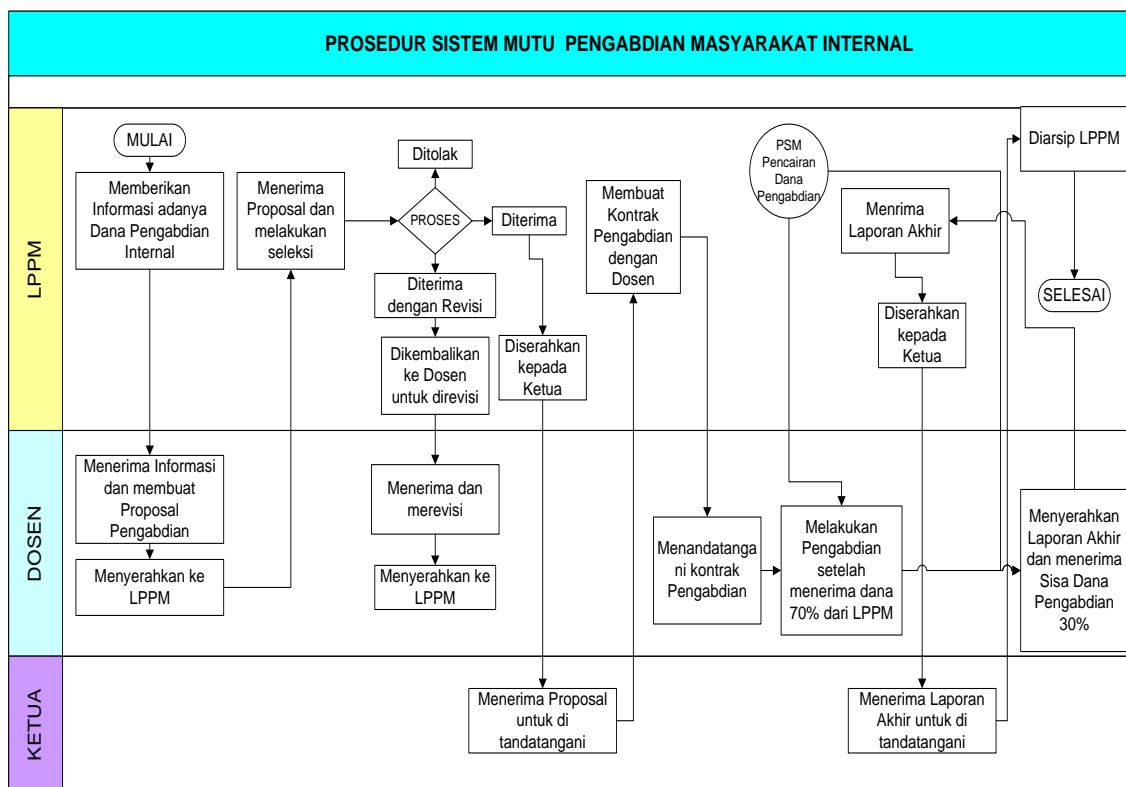 PROSEDUR SISTEM MUTU PENGABDIAN MASYARAKAT INTERNAL
LPPM
MULAI
Memberikan
Informasi adanya
Dana Pengabdian
Internal
Menerima
Proposal dan
melakukan
seleksi
Ditolak
PROSES
Diterima
Diterima
dengan Revisi
Dikembalikan
ke Dosen
untuk direvisi
Diserahkan
kepada
Ketua
Membuat
Kontrak
Pengabdian
dengan
Dosen
PSM
Pencairan
Dana
Pengabdian
Menrima
Laporan Akhir
Diserahkan
kepada
Ketua
Diarsip LPPM
SELESAI
DOSEN
Menerima Informasi
dan membuat
Proposal
Pengabdian
Menyerahkan ke
LPPM
Menerima dan
merevisi
Menyerahkan ke
LPPM
Menandatanga
ni kontrak
Pengabdian
Melakukan
Pengabdian
setelah
menerima dana
70% dari LPPM
Menyerahkan
Laporan Akhir
dan menerima
Sisa Dana
Pengabdian
30%
KETUA
Menerima Proposal
untuk di
tandatangani
Menerima Laporan
Akhir untuk di
tandatangani